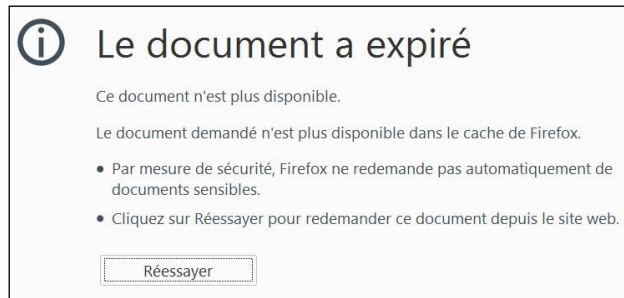 Le document a expiré
Ce document n'est plus disponible.
Le document demandé n'est plus disponible dans le cache de Firefox.
• Par mesure de sécurité, Firefox ne redemande pas automatiquement de
documents sensibles.
• Cliquez sur Réessayer pour redemander ce document depuis le site web.
Réessayer